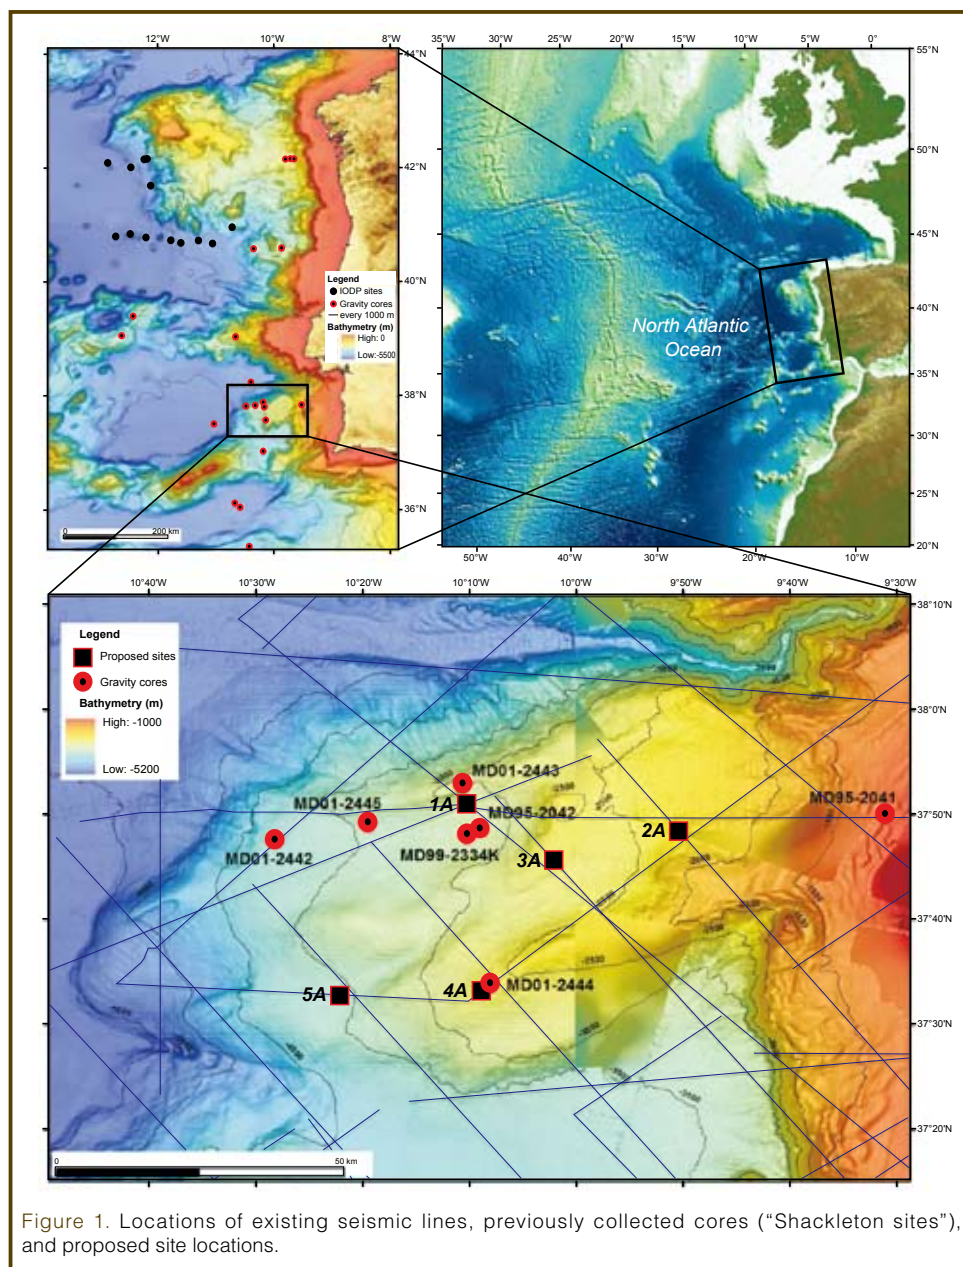 12°W 10°W 8°W
44°N
42°N
40°N
38°N
36°N
Legend
IODP sites
Gravity cores
every 1000 m
Bathymetry (m)
High: 0
Low:-5500
0 200 km
35°W 30°W 25°W 20°W 15°W 10°W 5°W 0°
55°N
50°N
45°N
40°N
35°N
30°N
25°N
20°N
North Atlantic
Ocean
50°W 40°W 30°W 20°W 10°W
10°40'W 10°30'W 10°20'W 10°10'W 10°0'W 9°50'W 9°40'W 9°30'W
38°10'N
38°0'N
37°50'N
37°40'N
37°30'N
37°20'N
Legend
Proposed sites
Gravity cores
Bathymetry (m)
High: -1000
Low: -5200
MD01-2443
1A
MD01-2445
MD95-2042
MD95-2041
2A
MD01-2442
MD99-2334K
3A
5A
4A
MD01-2444
0 50 km
Figure 1. Locations of existing seismic lines, previously collected cores (“Shackleton sites”),
and proposed site locations.